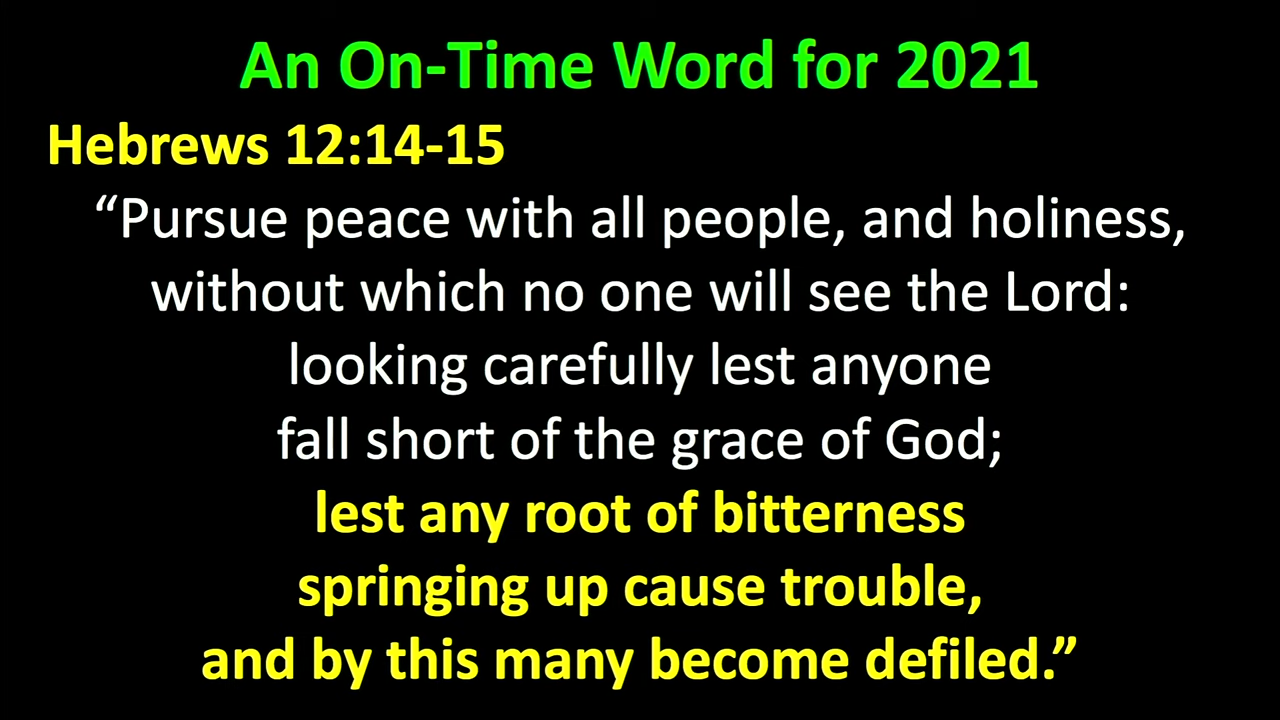 An On-Time Word for 2021
Hebrews 12:14-15
“Pursue peace with all people, and holiness,
without which no one will see the Lord:
looking carefully lest anyone
fall short of the grace of God;
lest any root of bitterness
springing up cause trouble,
and by this many become defiled.”